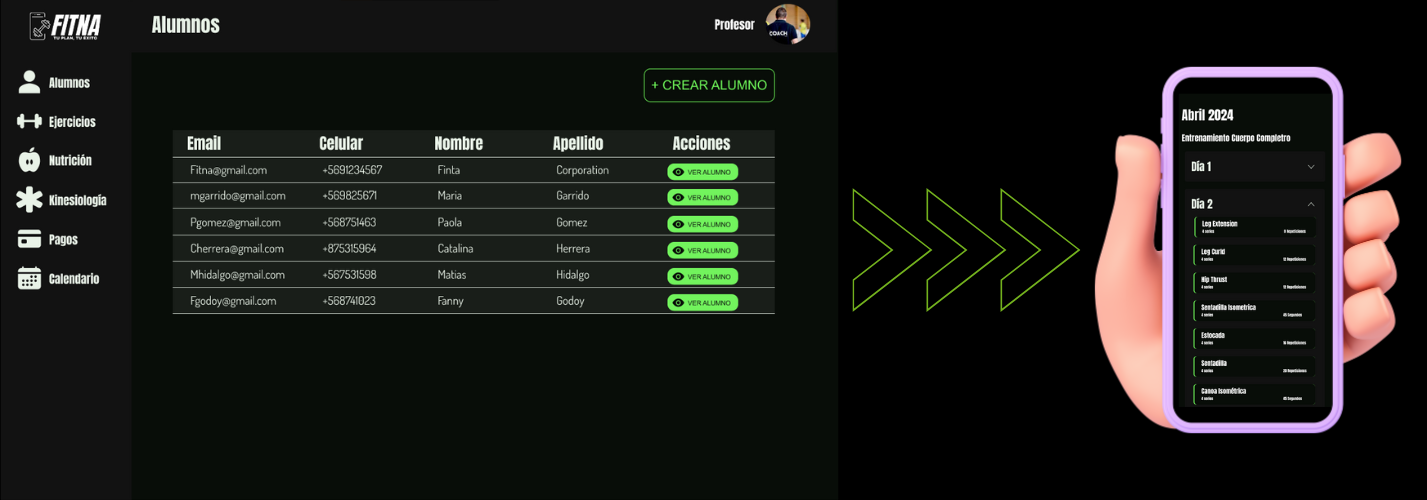 FITNA
TU PLAN, TU EXITO
Alumnos
Profesor
COACH
Alumnos
Ejercicios
Nutrición
Kinesiología
Pagos
Calendario
+ CREAR ALUMNO
Email Celular Nombre Apellido Acciones
Fitna@gmail.com +5691234567 Finta Corporation VER ALUMNO
mgarrido@gmail.com +569825671 Maria Garrido VER ALUMNO
Pgomez@gmail.com +568751463 Paola Gomez VER ALUMNO
Cherrera@gmail.com +875315964 Catalina Herrera VER ALUMNO
Mhidalgo@gmail.com +567531598 Matias Hidalgo VER ALUMNO
Fgodoy@gmail.com +568741023 Fanny Godoy VER ALUMNO
Abril 2024
Entrenamiento Cuerpo Completo
Día 1
Día 2
Leg Extension
4 series 8 Repeticiones
Leg Curld
4 series 12 Repeticiones
Hip Thrust
4 series 12 Repeticiones
Sentadilla Isometrica
4 series 45 Segundos
Estocada
4 series 16 Repeticiones
Sentadilla
4 series 20 Repeticiones
Canoa Isométrica
4 series Segundos